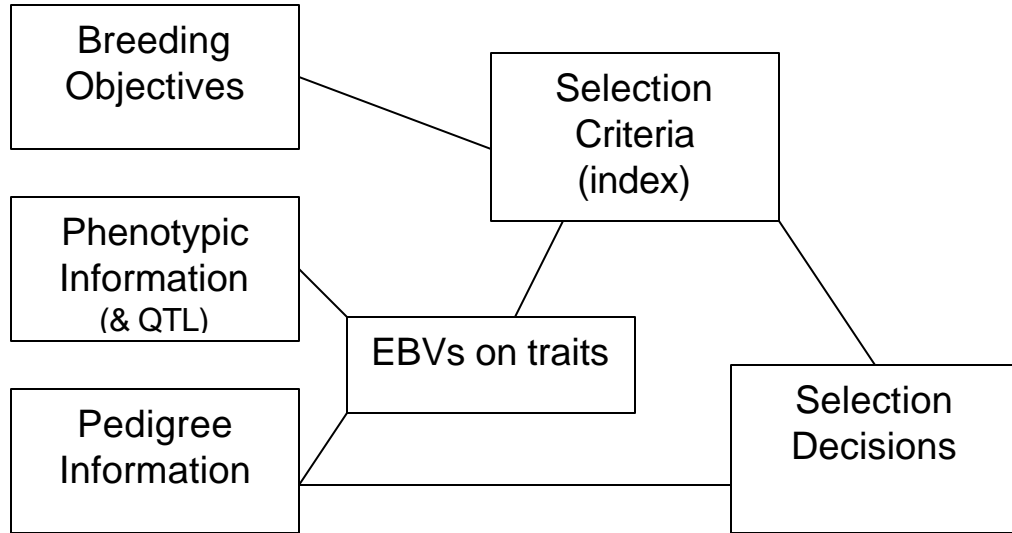 Breeding
Objectives
Selection
Criteria
(index)
Phenotypic
Information
(& QTL)
EBVs on traits
Pedigree
Information
Selection
Decisions